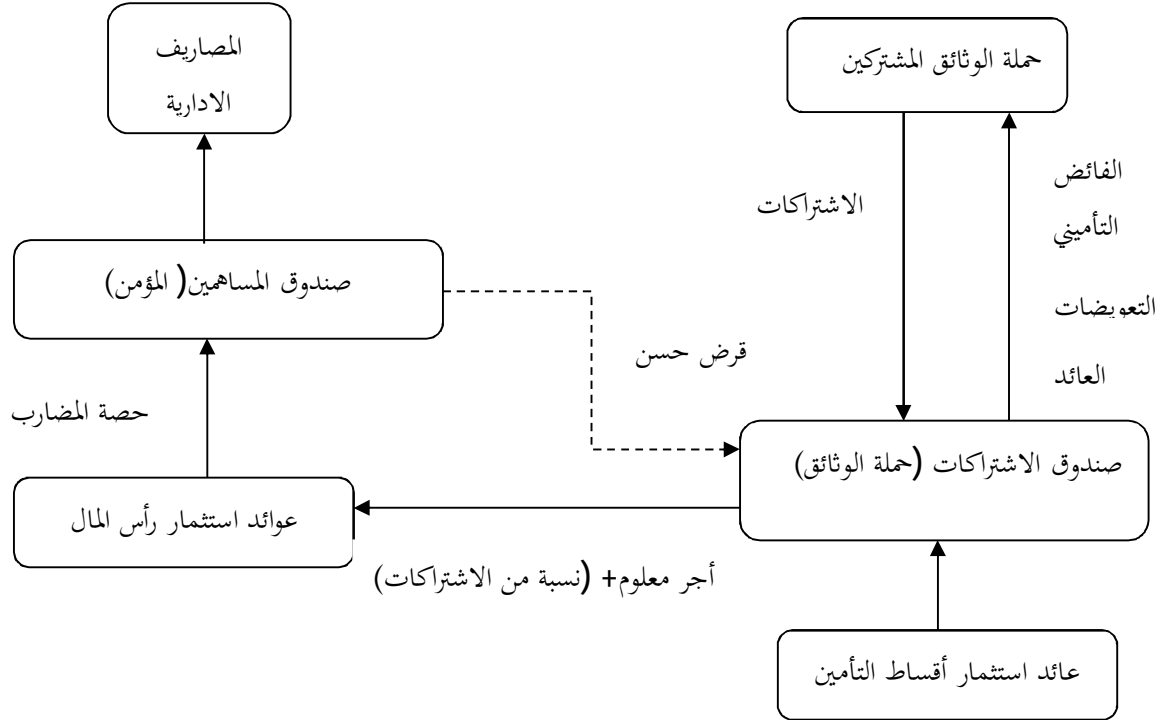 حملة الوثائق المشتركين
المصاريف
الادارية
الفائض
التأميني
الاشتراكات
صندوق المساهمين( المؤمن)
التعويضات
قرض حسن
العائد
حصة المضارب
صندوق الاشتراكات (حملة الوثائق)
عوائد استثمار رأس المال
أجر معلوم+ (نسبة من الاشتراكات)
عائد استثمار أقساط التأمين